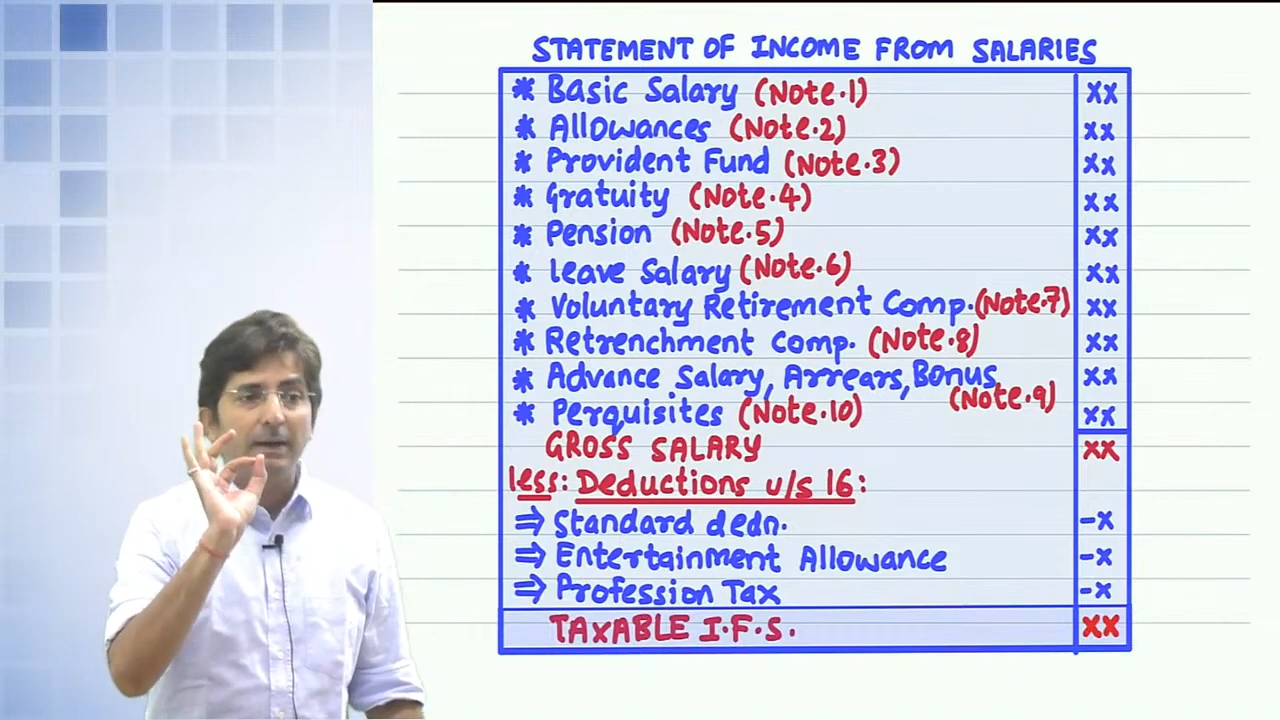 STATEMENT OF INCOME FROM SALARIES
* Basic Salary (Note.1) xx
* Allowances (Note.2) xx
* Provident Fund (Note.3) xx
* Gratuity (Note.4) xx
* Pension (Note.5) xx
* Leave Salary (Note.6) xx
* Voluntary Retirement Comp. (Note.7) xx
* Retrenchment Comp. (Note.8) xx
* Advance Salary, Arrears, Bonus (Note.9) xx
* Perquisites (Note.10) xx
GROSS SALARY xx
less: Deductions u/s 16:
⇒ Standard dedn. -x
⇒ Entertainment Allowance -x
⇒ Profession Tax -x
TAXABLE I.F.S. xx